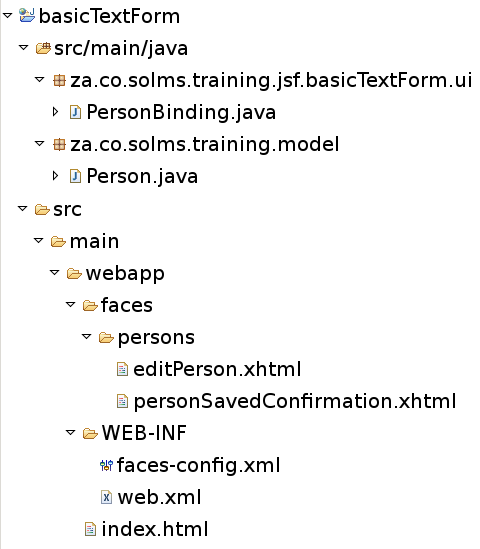 basicTextForm
src/main/java
za.co.solms.training.jsf.basicTextForm.ui
PersonBinding.java
za.co.solms.training.model
Person.java
src
main
webapp
faces
persons
editPerson.xhtml
personSavedConfirmation.xhtml
WEB-INF
faces-config.xml
web.xml
index.html